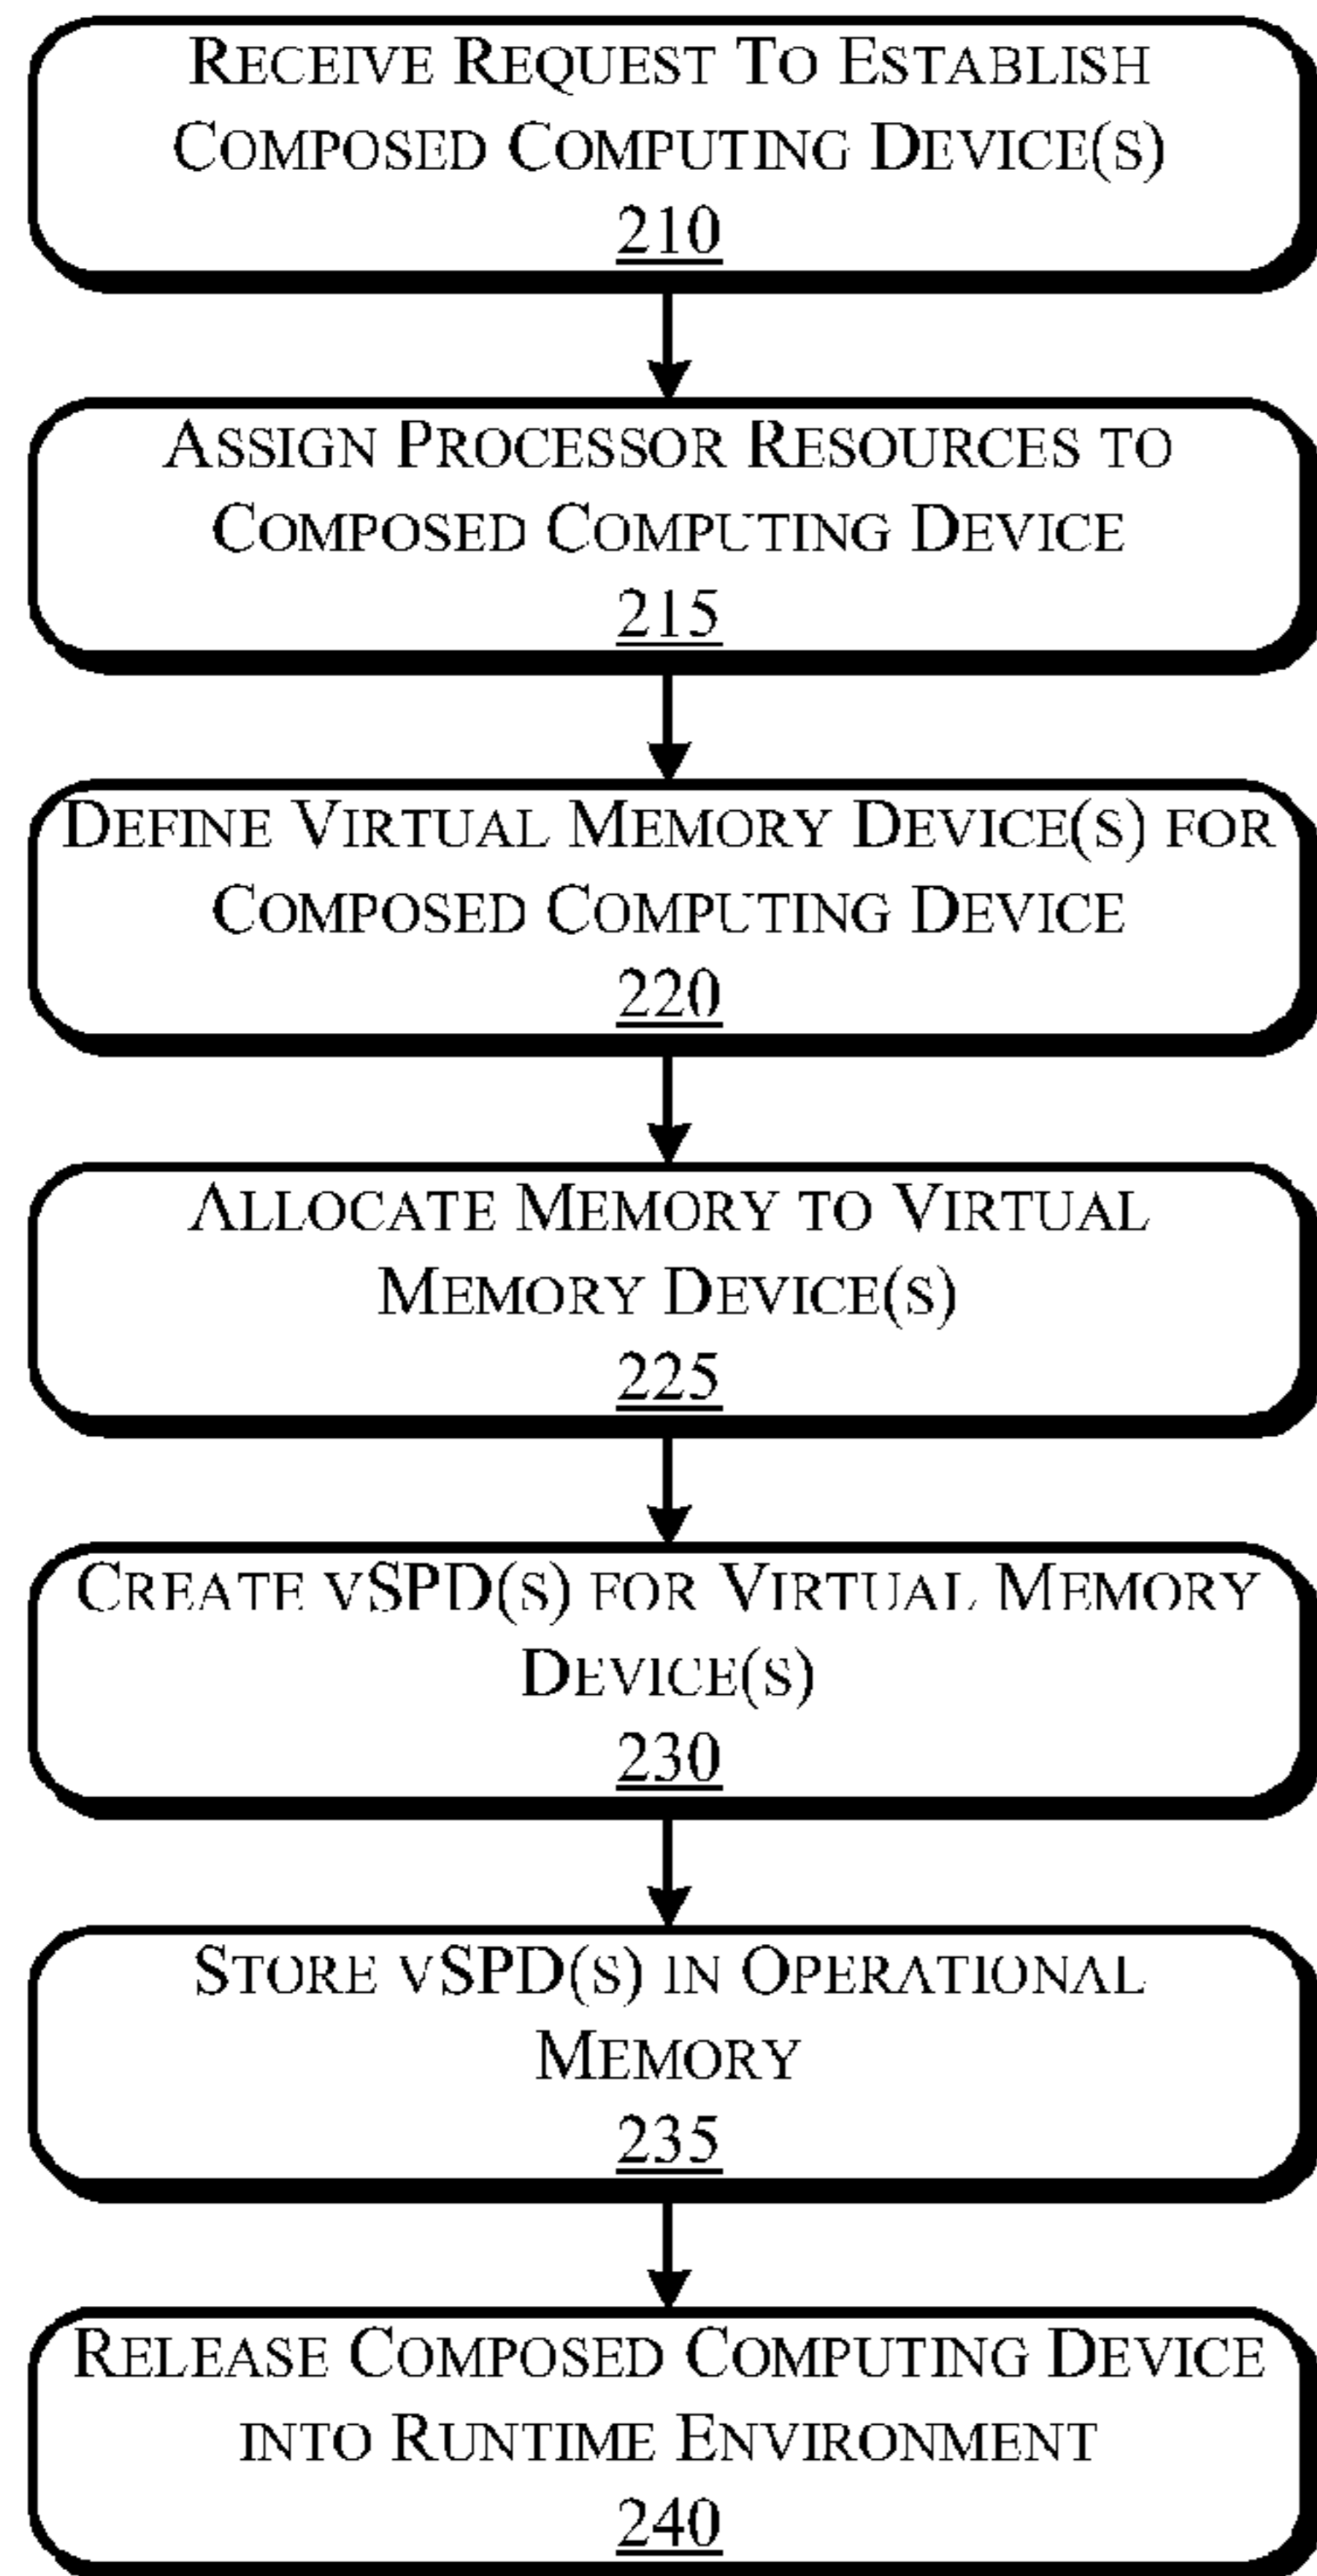 RECEIVE REQUEST TO ESTABLISH
COMPOSED COMPUTING DEVICE(S)
210
ASSIGN PROCESSOR RESOURCES TO
COMPOSED COMPUTING DEVICE
215
DEFINE VIRTUAL MEMORY DEVICE(S) FOR
COMPOSED COMPUTING DEVICE
220
ALLOCATE MEMORY TO VIRTUAL
MEMORY DEVICE(S)
225
CREATE VSPD(S) FOR VIRTUAL MEMORY
DEVICE(S)
230
STORE VSPD(S) IN OPERATIONAL
MEMORY
235
RELEASE COMPOSED COMPUTING DEVICE
INTO RUNTIME ENVIRONMENT
240